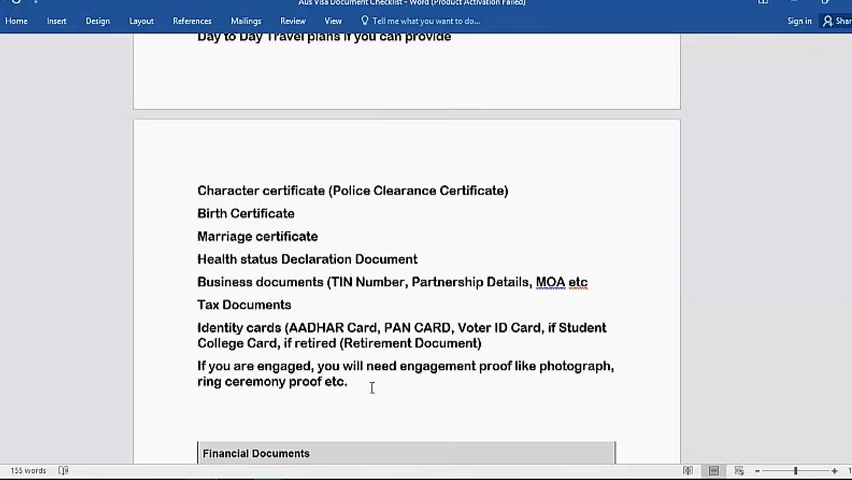 Aus Visa Document Checklist - Word (Product Activation Failed)
Home Insert Design Layout References Mailings Review View Tell me what you want to do... Sign in Shar
Day to Day Travel plans if you can provide
Character certificate (Police Clearance Certificate)
Birth Certificate
Marriage certificate
Health status Declaration Document
Business documents (TIN Number, Partnership Details, MOA etc
Tax Documents
Identity cards (AADHAR Card, PAN CARD, Voter ID Card, if Student
College Card, if retired (Retirement Document)
If you are engaged, you will need engagement proof like photograph,
ring ceremony proof etc.
Financial Documents
155 words